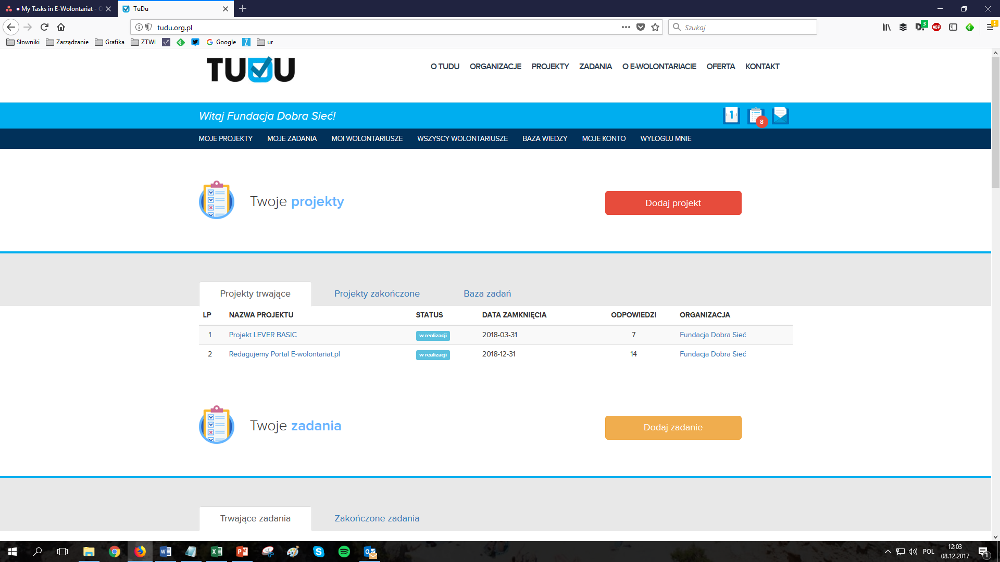 ● My Tasks in E-Wolontariat -
TuDu
tudu.org.pl
Szukaj
3
ABP
Słowniki Zarządzanie Grafika ZTWI Google ur
TUDU
O TUDU ORGANIZACJE PROJEKTY ZADANIA O E-WOLONTARIACIE OFERTA KONTAKT
Witaj Fundacja Dobra Sieć!
1
8
MOJE PROJEKTY MOJE ZADANIA MOI WOLONTARIUSZE WSZYSCY WOLONTARIUSZE BAZA WIEDZY MOJE KONTO WYLOGUJ MNIE
Twoje projekty
Dodaj projekt
Projekty trwające Projekty zakończone Baza zadań
LP NAZWA PROJEKTU STATUS DATA ZAMKNIĘCIA ODPOWIEDZI ORGANIZACJA
1 Projekt LEVER BASIC w realizacji 2018-03-31 7 Fundacja Dobra Sieć
2 Redagujemy Portal E-wolontariat.pl w realizacji 2018-12-31 14 Fundacja Dobra Sieć
Twoje zadania
Dodaj zadanie
Trwające zadania Zakończone zadania
POL
12:03
08.12.2017
1